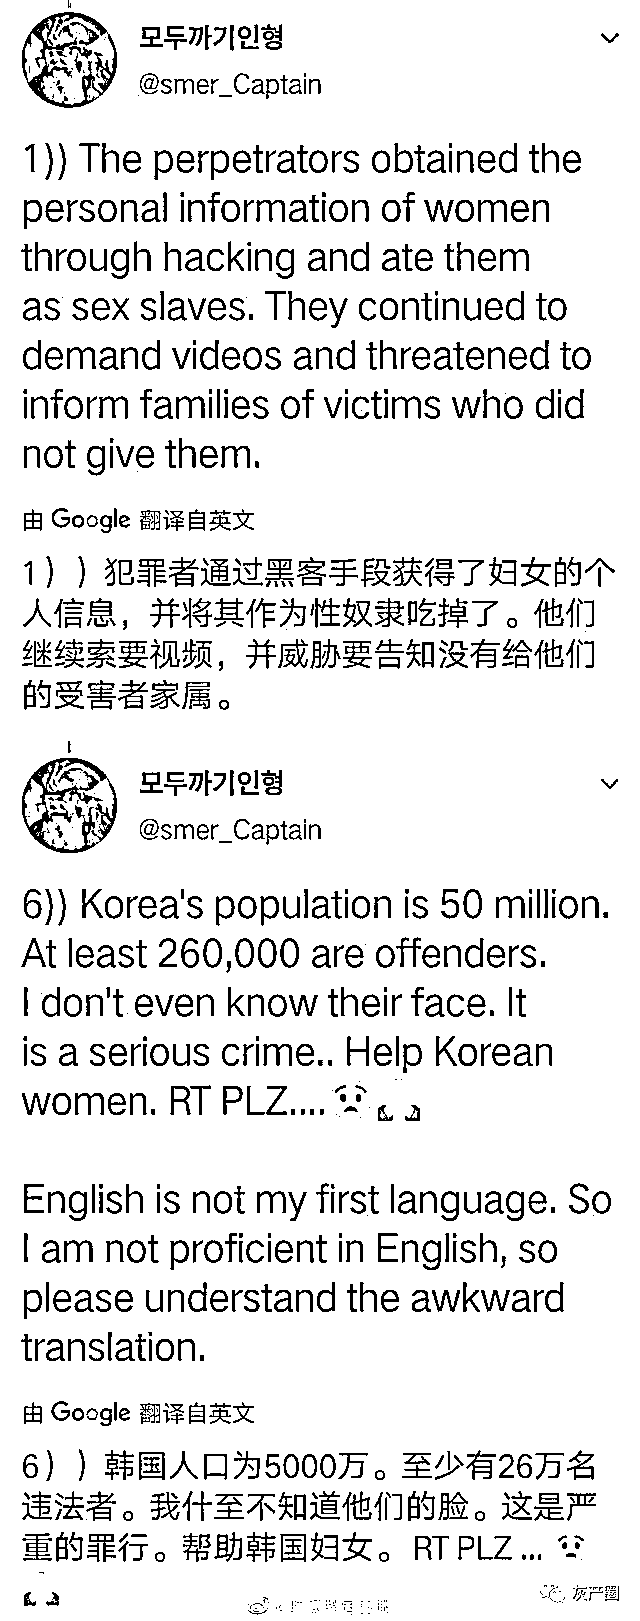 모두까기인형
@smer_Captain
1)) The perpetrators obtained the
personal information of women
through hacking and ate them
as sex slaves. They continued to
demand videos and threatened to
inform families of victims who did
not give them.
由 Google 翻译自英文
1））犯罪者通过黑客手段获得了妇女的个
人信息，并将其作为性奴隶吃掉了。他们
继续索要视频，并威胁要告知没有给他们
的受害者家属。
모두까기인형
@smer_Captain
6)) Korea's population is 50 million.
At least 260,000 are offenders.
I don't even know their face. It
is a serious crime.. Help Korean
women. RT PLZ....
English is not my first language. So
I am not proficient in English, so
please understand the awkward
translation.
由 Google 翻译自英文
6））韩国人口为5000万。至少有26万名
违法者。我什至不知道他们的脸。这是严
重的罪行。帮助韩国妇女。 RT PLZ ...
灰产圈